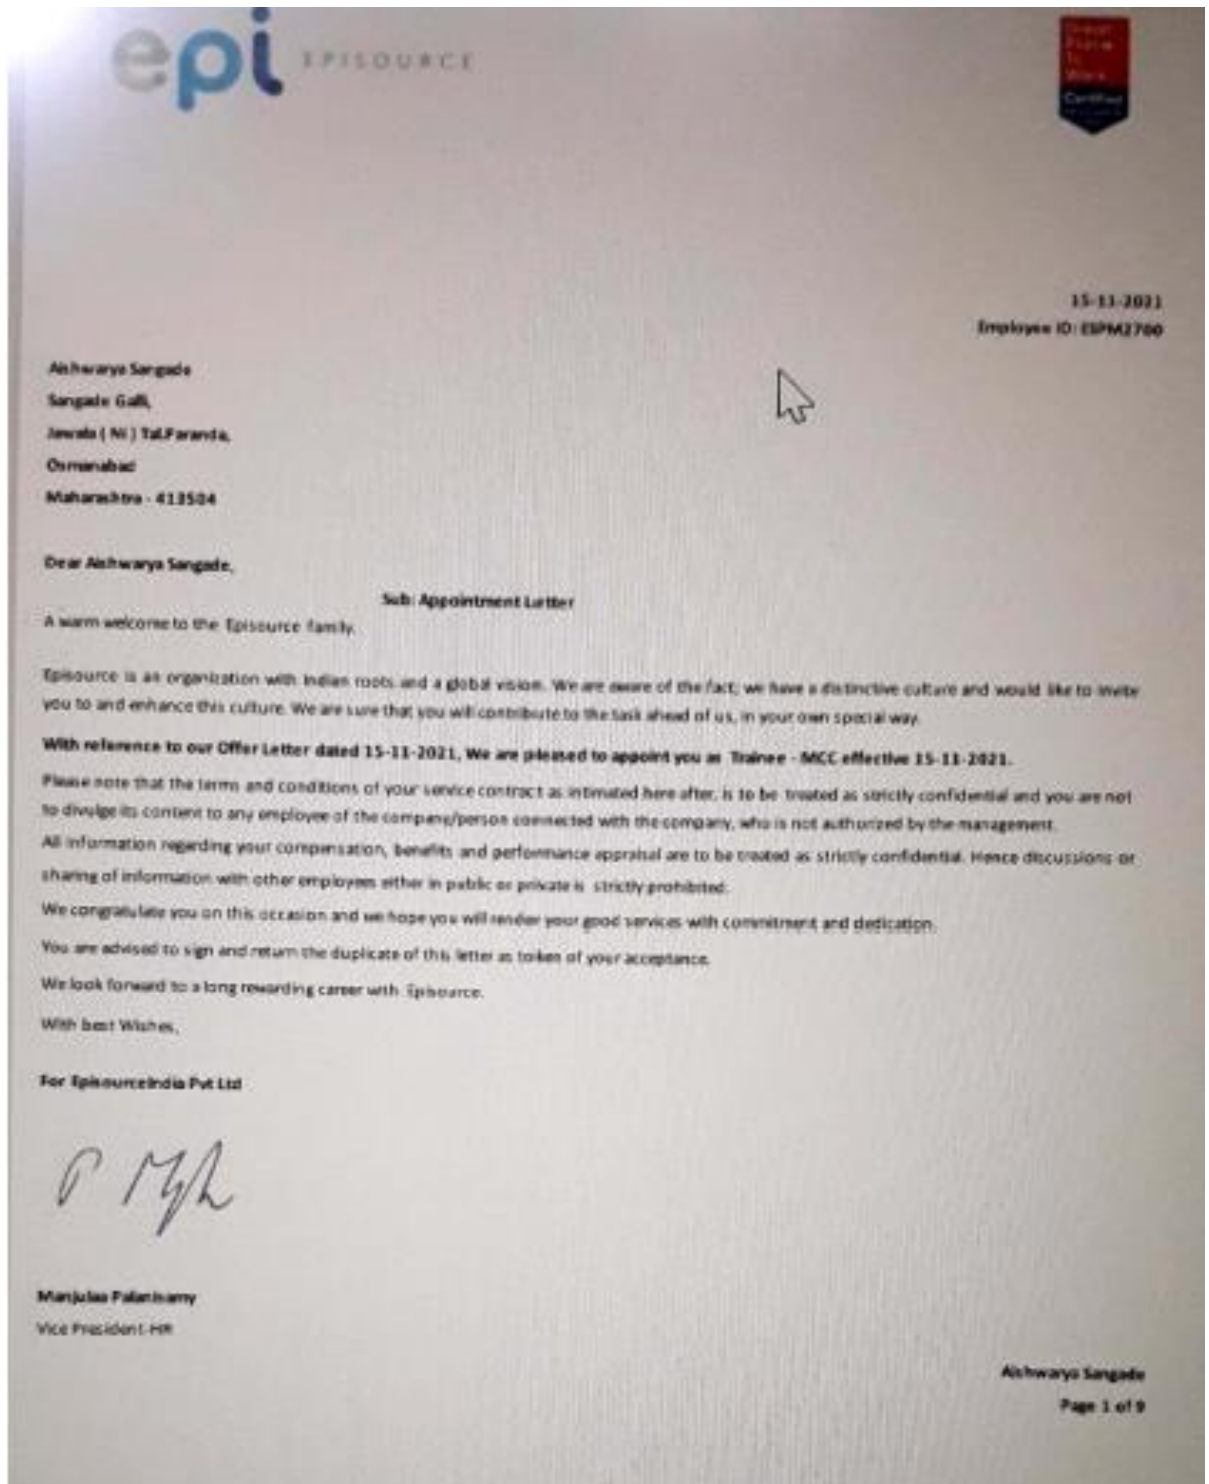 epi EPISOURCE
Great
Place
To
Work
Certified
15-11-2021
Employee ID: ESPM2700
Aishwarya Sangade
Sangade Galli,
Jawala ( Ni ) Tal.Paranda,
Osmanabad
Maharashtra - 413504
Dear Aishwarya Sangade,
Sub: Appointment Letter
A warm welcome to the Episource family.
Episource is an organization with Indian roots and a global vision. We are aware of the fact; we have a distinctive culture and would like to invite
you to and enhance this culture. We are sure that you will contribute to the task ahead of us, in your own special way.
With reference to our Offer Letter dated 15-11-2021, We are pleased to appoint you as Trainee - MCC effective 15-11-2021.
Please note that the terms and conditions of your service contract as intimated here after, is to be treated as strictly confidential and you are not
to divulge its content to any employee of the company/person connected with the company, who is not authorized by the management.
All information regarding your compensation, benefits and performance appraisal are to be treated as strictly confidential. Hence discussions or
sharing of information with other employees either in public or private is strictly prohibited.
We congratulate you on this occasion and we hope you will render your good services with commitment and dedication.
You are advised to sign and return the duplicate of this letter as token of your acceptance.
We look forward to a long rewarding career with Episource.
With best Wishes,
For EpisourceIndia Pvt Ltd
Manjulaa Palanisamy
Vice President-HR
Aishwarya Sangade
Page 1 of 9